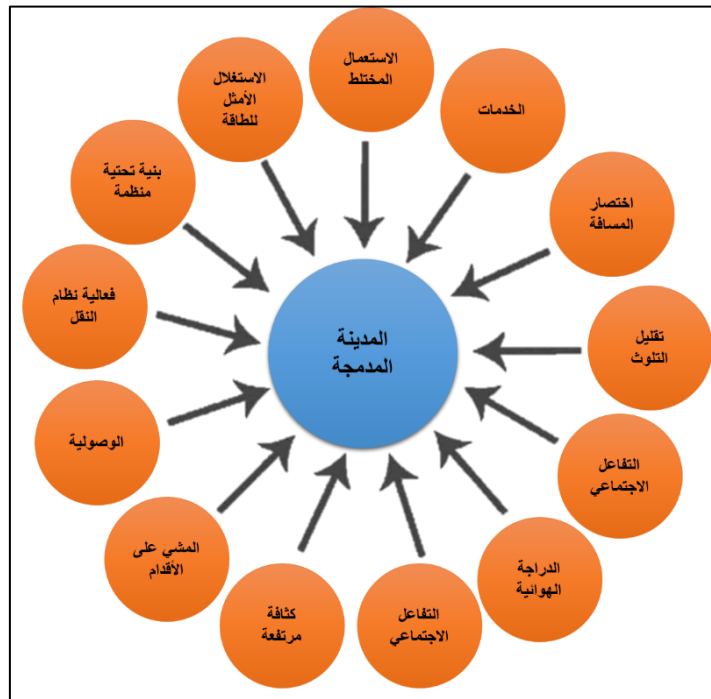 الاستعمال
المختلط
الخدمات
اختصار
المسافة
تقليل
التلوث
التفاعل
الاجتماعي
الدراجة
الهوائية
التفاعل
الاجتماعي
كثافة
مرتفعة
المشي على
الأقدام
الوصولية
فعالية نظام
النقل
بنية تحتية
منظمة
الاستغلال
الأمثل
للطاقة
المدينة
المدمجة